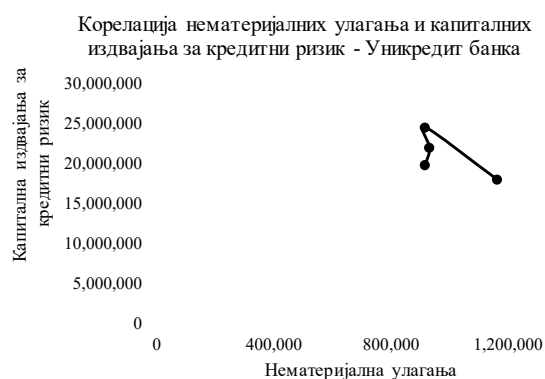 Корелација нематеријалних улагања и капиталних
издвајања за кредитни ризик - Уникредит банка
Капитална издвајања за
кредитни ризик
30,000,000
25,000,000
20,000,000
15,000,000
10,000,000
5,000,000
0
0
400,000
800,000
1,200,000
Нематеријална улагања